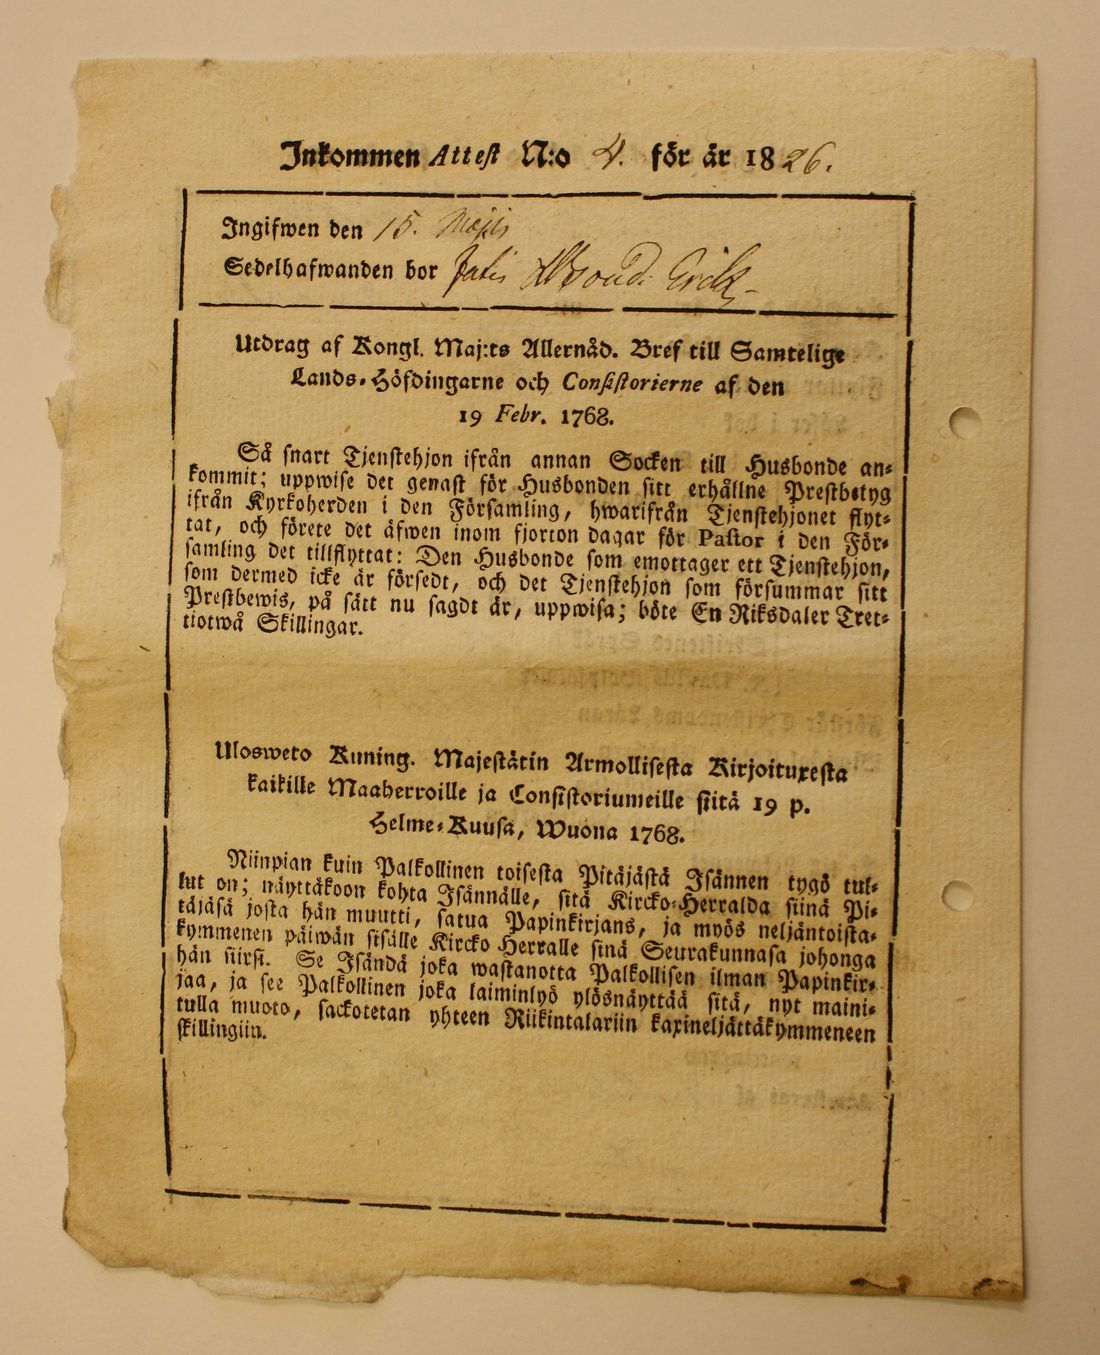 Inkommen Attest N:o 4. för år 1826.
Ingifwen den 15. Maji
Sedelhafwanden bor
Utdrag af Kongl. Maj:ts Allernåd. Bref till Samtelige
Lands-Höfdingarne och Consistorierne af den
19 Febr. 1768.
Så snart Tjenstehjon ifrån annan Socken till Husbonde an-
kommit; uppwise det genast för Husbonden sitt erhållne Prestbetyg
ifrån Kyrkoherden i den Församling, hwarifrån Tjenstehjonet flyt-
tat, och förete det äfwen inom fjorton dagar för Pastor i den För-
samling det tillflyttat: Den Husbonde som emottager ett Tjenstehjon,
som dermed icke är försedt, och det Tjenstehjon som försummar sitt
Prestbewis, på sätt nu sagdt är, uppwisa; böte En Riksdaler Tret-
tiotwå Skillingar.
Ulosweto Kuning. Majestätin Armollisesta Kirjoituxesta
kaikille Maaherroille ja Consistoriumeille siitä 19 p.
Helme-Kuusa, Wuona 1768.
Niinpian kuin Palkollinen toisesta Pitäjästä Isännen tygö tul-
lut on; näyttäkoon kohta Isännälle, sitä Kircko-Herralda siinä Pi-
täjäsä josta hän muutti, satua Papinkirjans, ja myös neljäntoista-
kymmenen päiwän sisälle Kircko Herralle sinä Seurakunnasa johonga
hän siirsi. Se Isändä joka wastanotta Palkollisen ilman Papinkir-
jaa, ja see Palkollinen joka laiminlyö ylösnäyttää sitä, nyt maini-
tulla muoto, sackotetan yhteen Riikintalariin kaxineljättäkymmeneen
skillingiin.